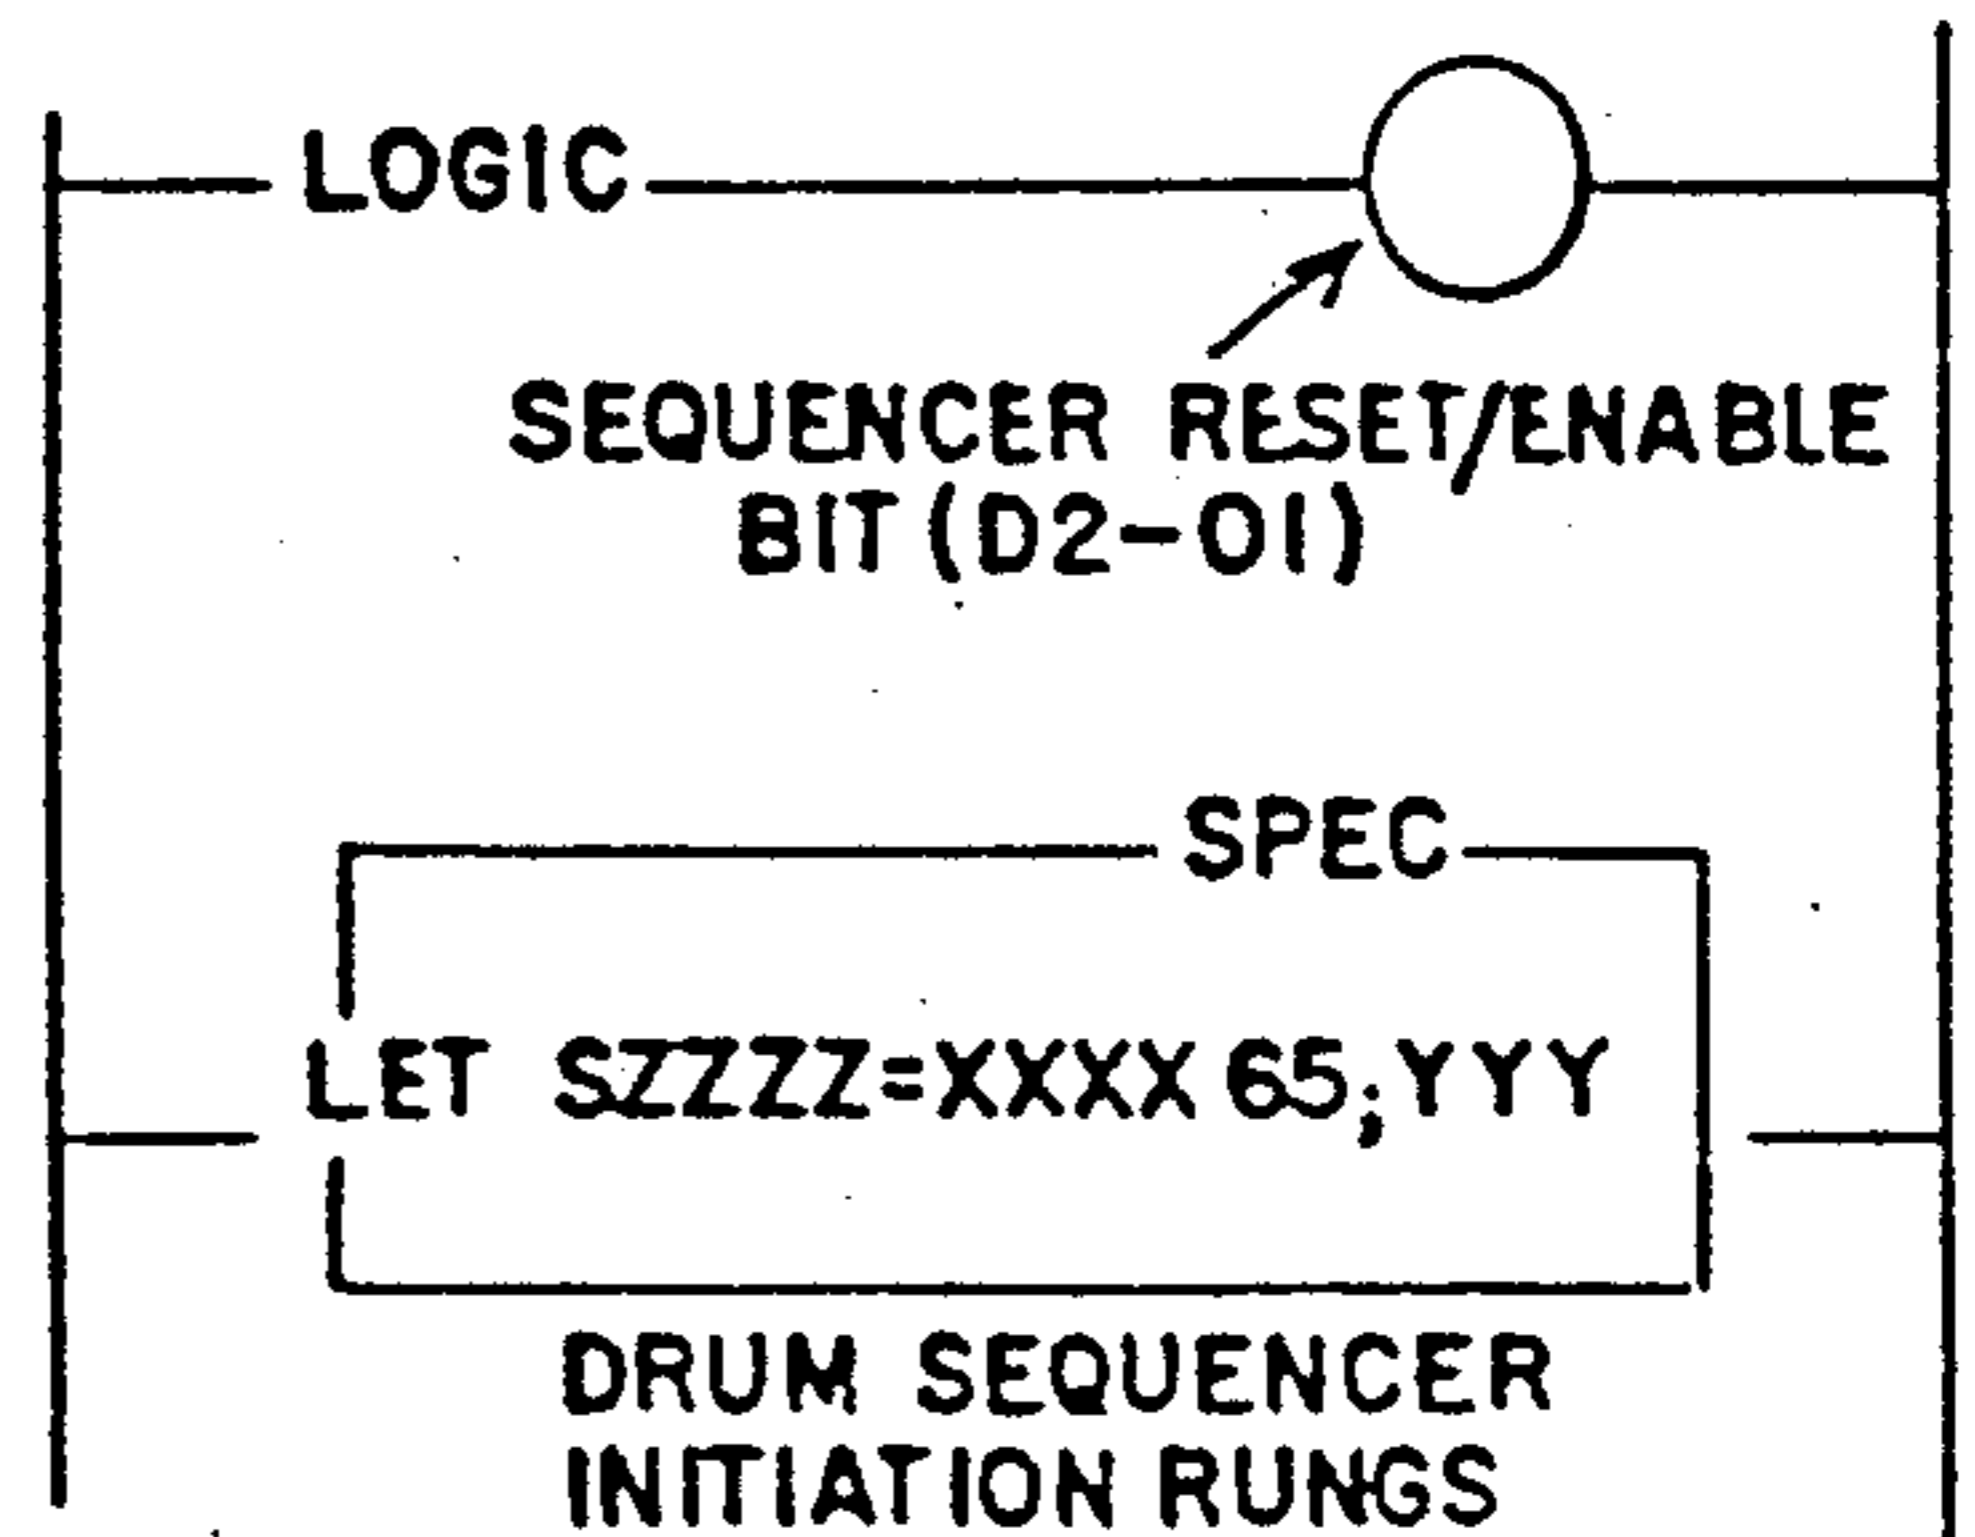 LOGIC
SEQUENCER RESET/ENABLE
BIT (D2-01)
SPEC
LET SZZZZ=XXXX 65;YYY
DRUM SEQUENCER
INITIATION RUNGS